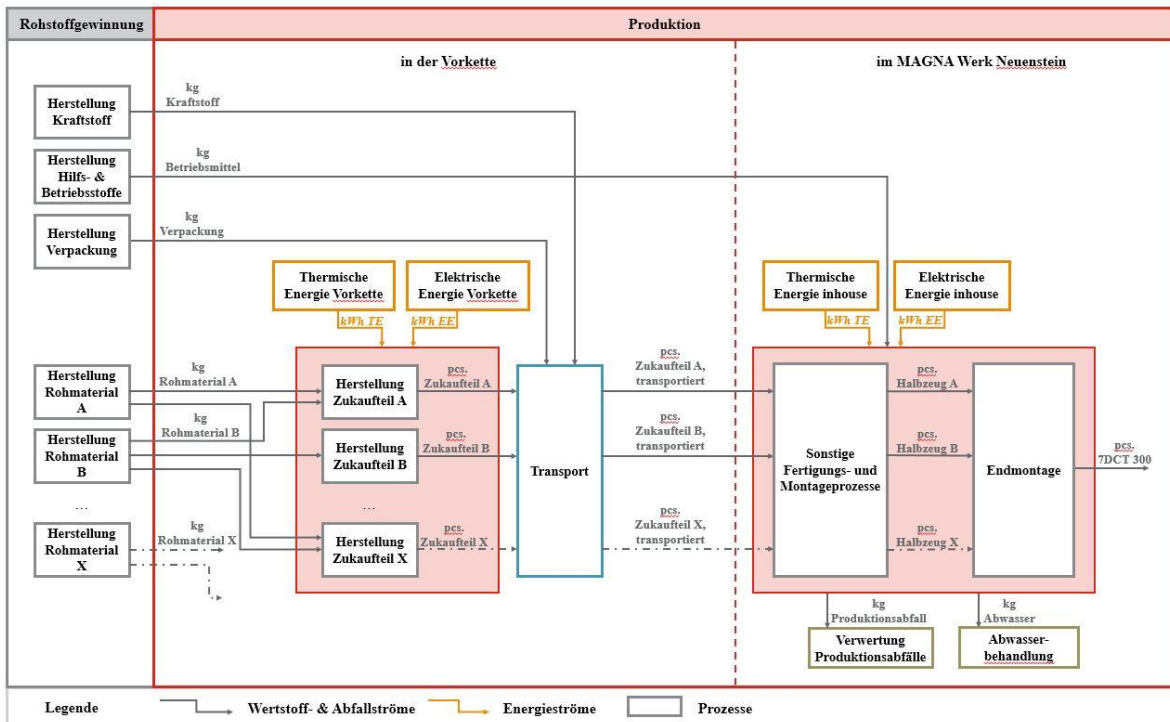 Rohstoffgewinnung
Produktion
in der Vorkette
im MAGNA Werk Neuenstein
Herstellung
Kraftstoff
kg
Kraftstoff
Herstellung
Hilfs- &
Betriebsstoffe
kg
Betriebsmittel
Herstellung
Verpackung
kg
Verpackung
Thermische
Energie Vorkette
Elektrische
Energie Vorkette
kWh TE
kWh EE
Thermische
Energie inhouse
Elektrische
Energie inhouse
kWh TE
kWh EE
Herstellung
Rohmaterial
A
kg
Rohmaterial A
Herstellung
Zukaufteil A
pcs.
Zukaufteil A
pcs.
Zukaufteil A,
transportiert
pcs.
Halbzeug A
Herstellung
Rohmaterial
B
kg
Rohmaterial B
Herstellung
Zukaufteil B
pcs.
Zukaufteil B
Transport
pcs.
Zukaufteil B,
transportiert
Sonstige
Fertigungs- und
Montageprozesse
pcs.
Halbzeug B
Endmontage
pcs.
7DCT 300
...
...
Herstellung
Rohmaterial
X
kg
Rohmaterial X
Herstellung
Zukaufteil X
pcs.
Zukaufteil X
pcs.
Zukaufteil X,
transportiert
pcs.
Halbzeug X
kg
Produktionsabfall
kg
Abwasser
Verwertung
Produktionsabfälle
Abwasser-
behandlung
Legende
Wertstoff- & Abfallströme
Energieströme
Prozesse